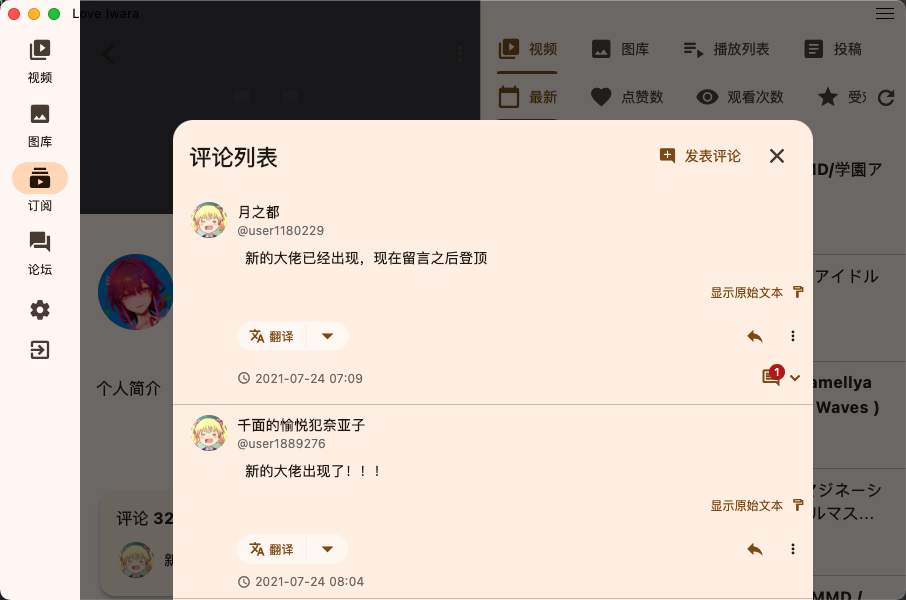 Love Iwara
视频
图库
订阅
论坛
视频
图库
播放列表
投稿
最新
点赞数
观看次数
个人简介
评论 32
评论列表
发表评论
月之都
@user1180229
新的大佬已经出现，现在留言之后登顶
显示原始文本
翻译
2021-07-24 07:09
1
千面的愉悦犯奈亚子
@user1889276
新的大佬出现了！！！
显示原始文本
翻译
2021-07-24 08:04
MD/学園ア
アイドル
amellya
Waves )
マジネーシ
ルマス...
MMD /